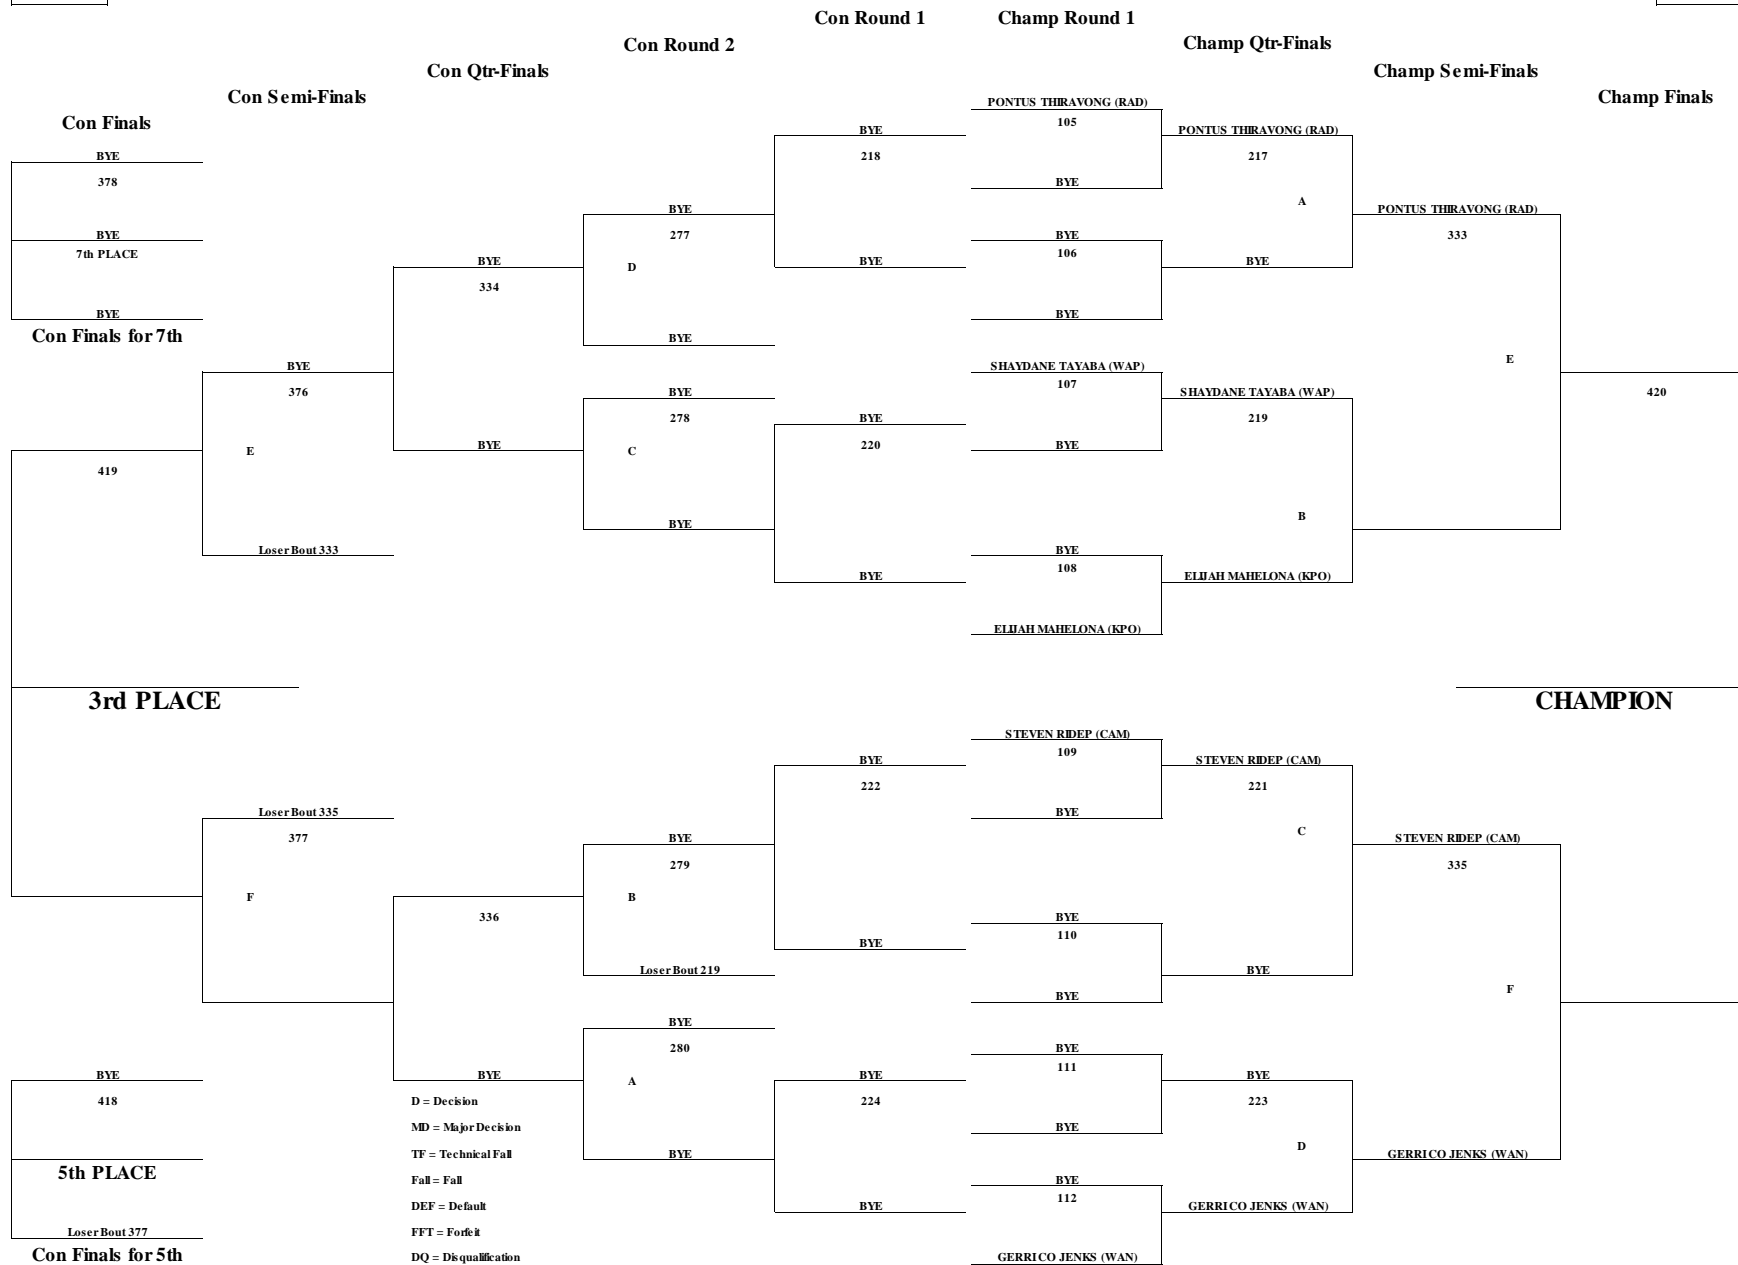 Con Round 1
Champ Round 1
Con Round 2
Champ Qtr-Finals
Con Qtr-Finals
Champ Semi-Finals
Con Semi-Finals
Champ Finals
Con Finals
PONTUS THIRAVONG (RAD)
105
BYE
PONTUS THIRAVONG (RAD)
BYE
218
217
378
BYE
A
BYE
PONTUS THIRAVONG (RAD)
BYE
277
BYE
333
7th PLACE
106
BYE
D
BYE
BYE
334
BYE
BYE
Con Finals for 7th
BYE
E
BYE
SHAYDANE TAYABA (WAP)
107
376
BYE
SHAYDANE TAYABA (WAP)
420
278
BYE
219
E
BYE
C
220
BYE
419
B
BYE
Loser Bout 333
BYE
108
BYE
ELIJAH MAHELONA (KPO)
ELIJAH MAHELONA (KPO)
3rd PLACE
CHAMPION
STEVEN RIDEP (CAM)
109
BYE
STEVEN RIDEP (CAM)
222
221
Loser Bout 335
BYE
377
BYE
C
STEVEN RIDEP (CAM)
279
335
F
B
336
BYE
110
BYE
Loser Bout 219
BYE
F
BYE
BYE
280
BYE
111
BYE
BYE
A
BYE
BYE
418
D = Decision
224
223
MD = Major Decision
BYE
D
TF = Technical Fall
BYE
GERRICO JENKS (WAN)
5th PLACE
Fall = Fall
BYE
112
DEF = Default
BYE
GERRICO JENKS (WAN)
Loser Bout 377
FFT = Forfeit
Con Finals for 5th
DQ = Disqualification
GERRICO JENKS (WAN)